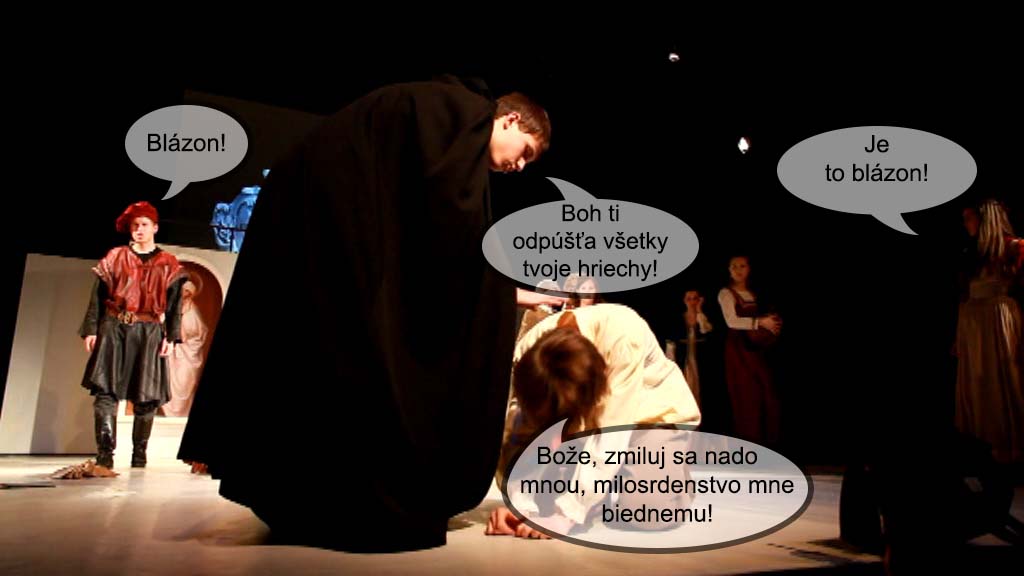 Blázon!
Je
to blázon!
Boh ti
odpúšťa všetky
tvoje hriechy!
Bože, zmiluj sa nado
mnou, milosrdenstvo mne
biednemu!